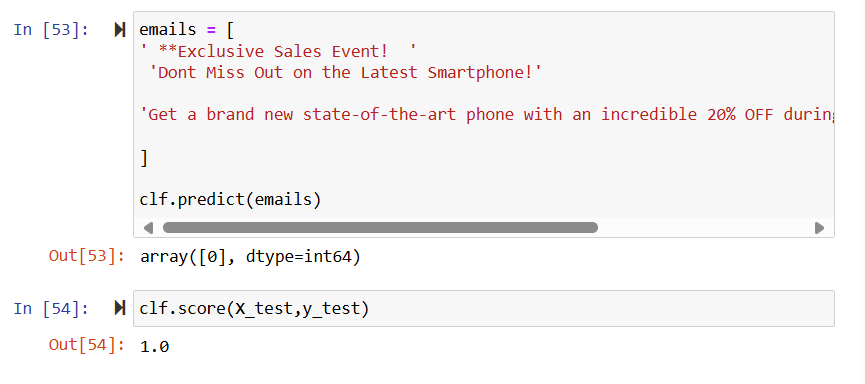 In [53]: emails = [
' **Exclusive Sales Event!  '
'Dont Miss Out on the Latest Smartphone!'
'Get a brand new state-of-the-art phone with an incredible 20% OFF during
]
clf.predict(emails)
Out[53]: array([0], dtype=int64)
In [54]: clf.score(X_test,y_test)
Out[54]: 1.0